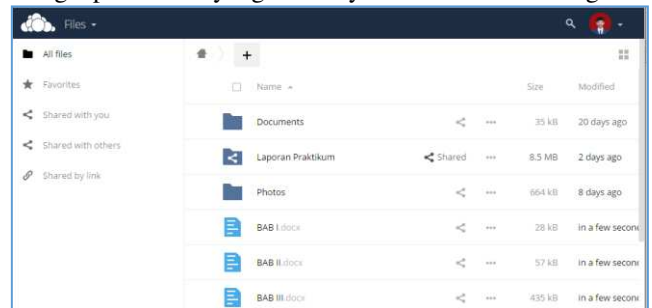 Files
All files
Favorites
Shared with you
Shared with others
Shared by link
Name
Size
Modified
Documents
35 kB
20 days ago
Laporan Praktikum
Shared
8.5 MB
2 days ago
Photos
664 kB
8 days ago
BAB I.docx
28 kB
in a few secon
BAB II.docx
57 kB
in a few secon
BAB III.docx
435 kB
in a few secon